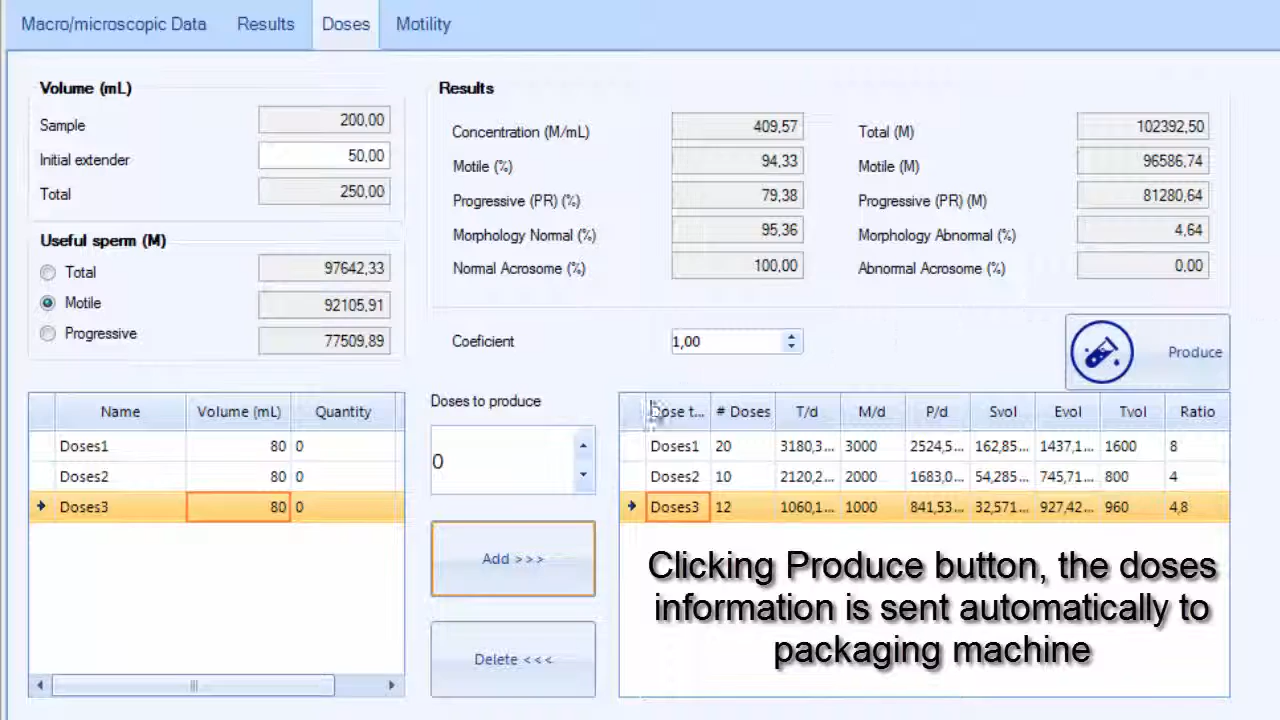 Macro/microscopic Data Results Doses Motility
Volume (mL)
Sample 200,00
Initial extender 50,00
Total 250,00
Useful sperm (M)
Total 97642,33
Motile 92105,91
Progressive 77509,89
Results
Concentration (M/mL) 409,57 Total (M) 102392,50
Motile (%) 94,33 Motile (M) 96586,74
Progressive (PR) (%) 79,38 Progressive (PR) (M) 81280,64
Morphology Normal (%) 95,36 Morphology Abnormal (%) 4,64
Normal Acrosome (%) 100,00 Abnormal Acrosome (%) 0.00
Coeficient 1,00
Produce
Name Volume (mL) Quantity
Doses1 80 0
Doses2 80 0
Doses3 80 0
Doses to produce
0
Add >>>
Delete <<<
Dose t... # Doses T/d M/d P/d Svol Evol Tvol Ratio
Doses1 20 3180,3... 3000 2524,5... 162,85... 1437,1... 1600 8
Doses2 10 2120,2... 2000 1683,0... 54,285... 745,71... 800 4
Doses3 12 1060,1... 1000 841,53... 32,571... 927,42... 960 4,8
Clicking Produce button, the doses
information is sent automatically to
packaging machine